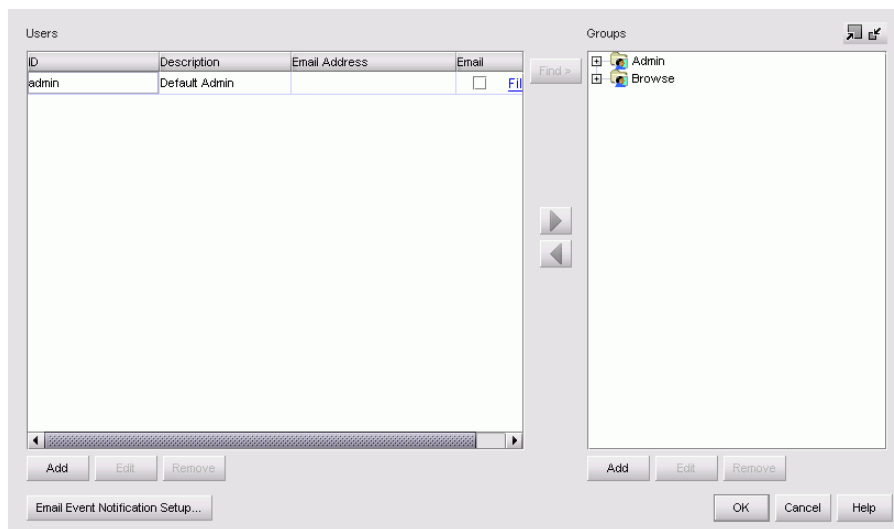 Users
ID Description Email Address Email
admin Default Admin Fil
Find >
Groups
Admin
Browse
Add Edit Remove
Add Edit Remove
Email Event Notification Setup...
OK Cancel Help